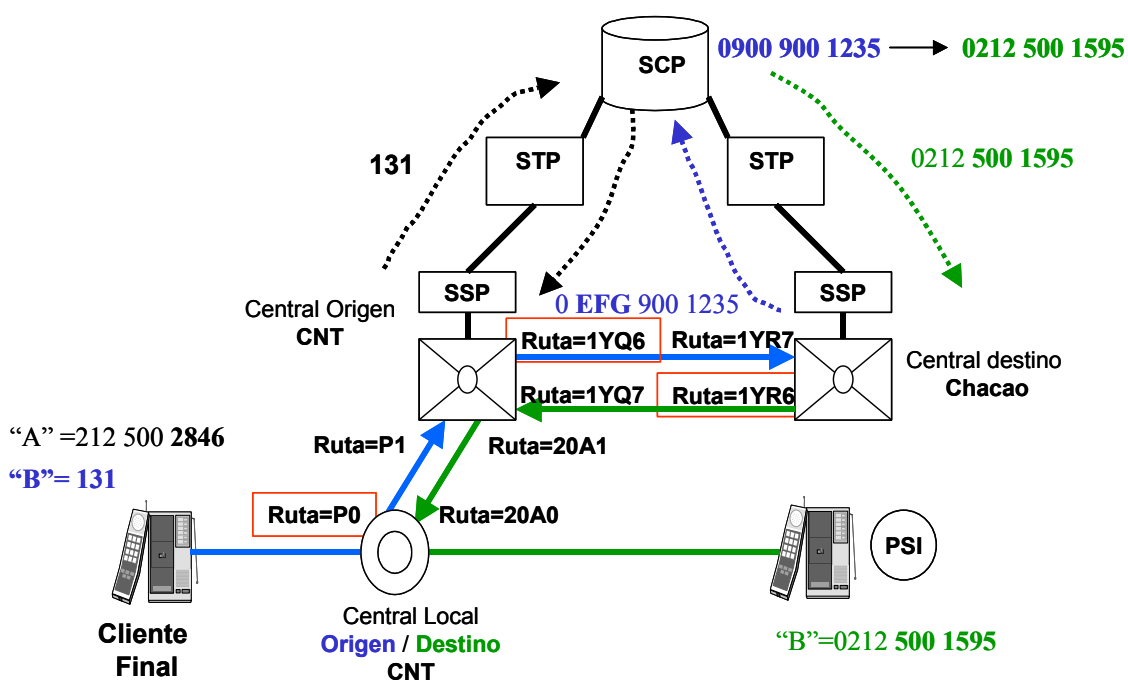 SCP
0900 900 1235
0212 500 1595
STP
STP
131
0212 500 1595
SSP
SSP
0 EFG 900 1235
Central Origen
CNT
Ruta=1YQ6
Ruta=1YR7
Central destino
Chacao
Ruta=1YQ7
Ruta=1YR6
“A” =212 500 2846
Ruta=P1
Ruta=20A1
“B”= 131
Ruta=P0
Ruta=20A0
PSI
Cliente
Final
Central Local
Origen / Destino
CNT
“B”=0212 500 1595